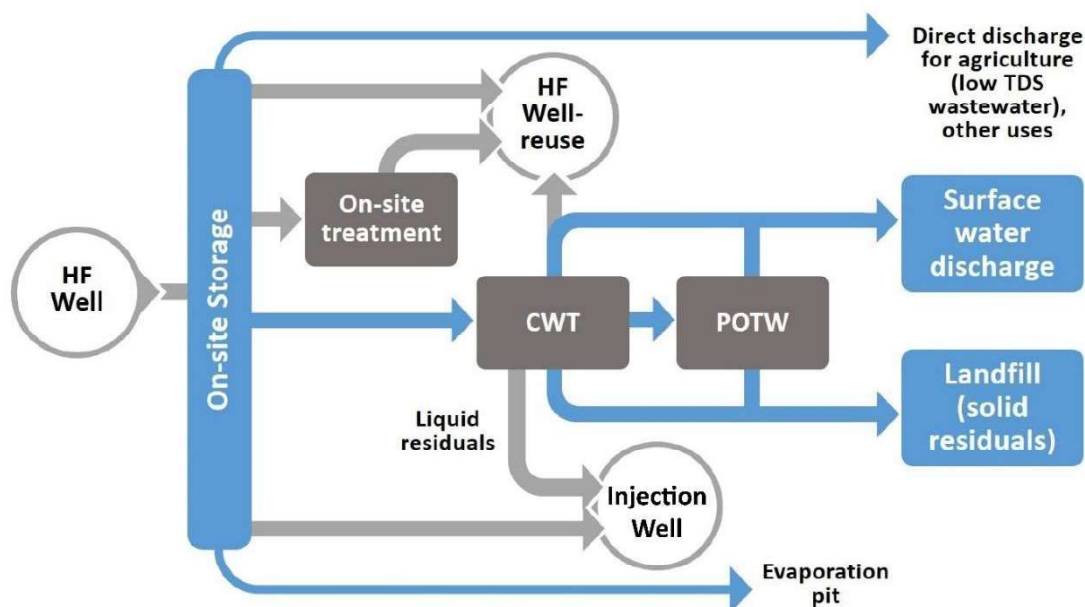 Direct discharge
for agriculture
(low TDS
wastewater),
other uses
HF
Well-
reuse
On-site
treatment
Surface
water
discharge
HF
Well
On-site Storage
CWT
POTW
Landfill
(solid
residuals)
Liquid
residuals
Injection
Well
Evaporation
pit